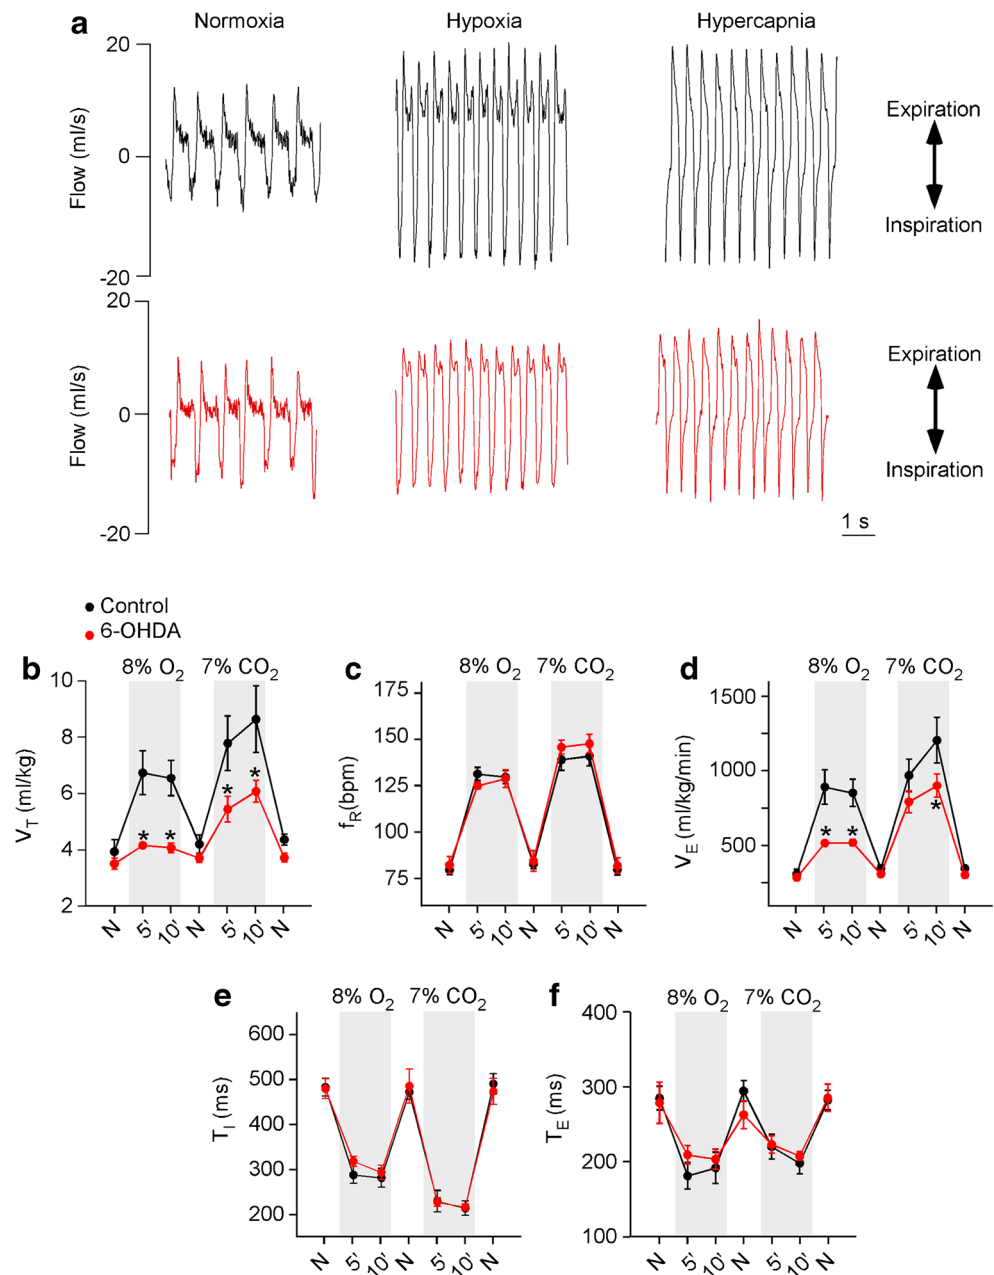 a
Normoxia
Hypoxia
Hypercapnia
20
0
-20
Flow (ml/s)
Expiration
Inspiration
20
0
-20
Flow (ml/s)
Expiration
Inspiration
1 s
Control
6-OHDA
b
8% O2
7% CO2
10
8
6
4
2
VT (ml/kg)
* * * *
N 5' 10' N 5' 10' N
c
8% O2
7% CO2
175
150
125
100
75
fR(bpm)
N 5' 10' N 5' 10' N
d
8% O2
7% CO2
1500
1000
500
VE (ml/kg/min)
* * *
N 5' 10' N 5' 10' N
e
8% O2
7% CO2
600
500
400
300
200
TI (ms)
N 5' 10' N 5' 10' N
f
8% O2
7% CO2
400
300
200
100
TE (ms)
N 5' 10' N 5' 10' N